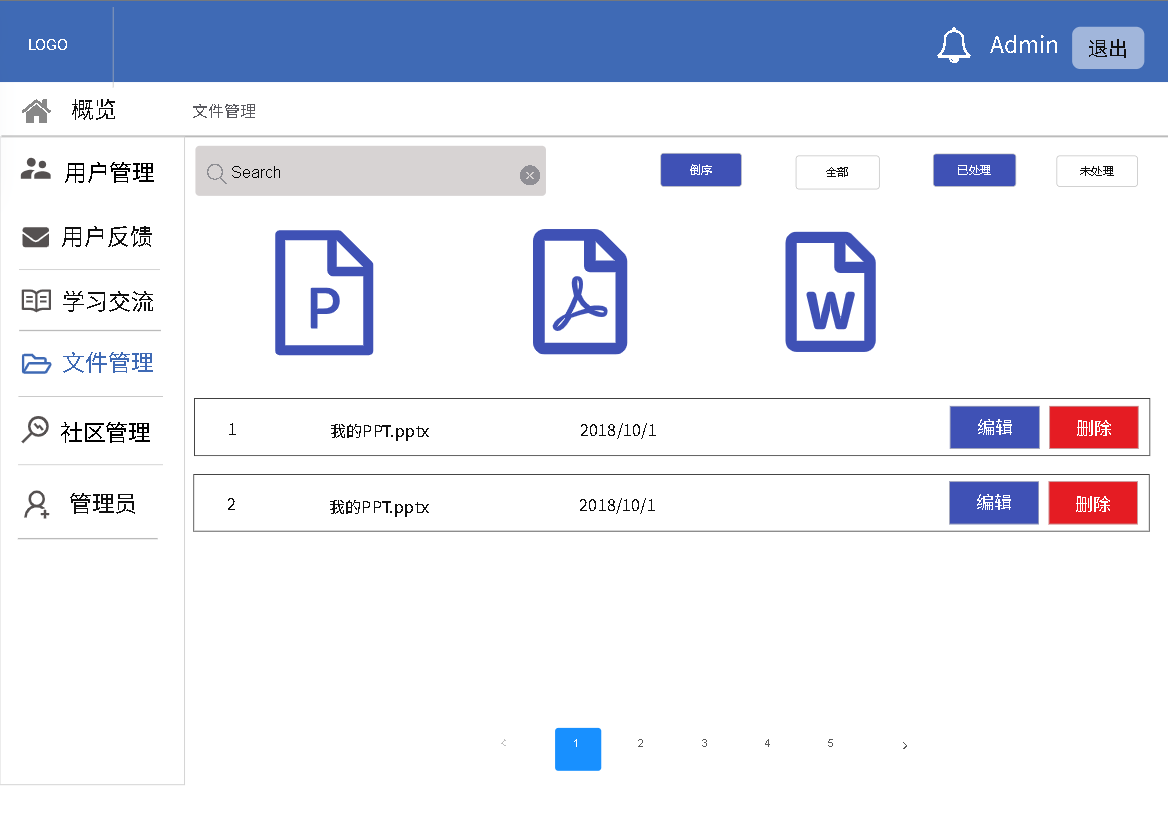 LOGO
Admin
退出
概览
文件管理
用户管理
用户反馈
学习交流
文件管理
社区管理
管理员
Search
倒序
全部
已处理
未处理
P
W
1 我的PPT.pptx 2018/10/1 编辑 删除
2 我的PPT.pptx 2018/10/1 编辑 删除
< 1 2 3 4 5 >